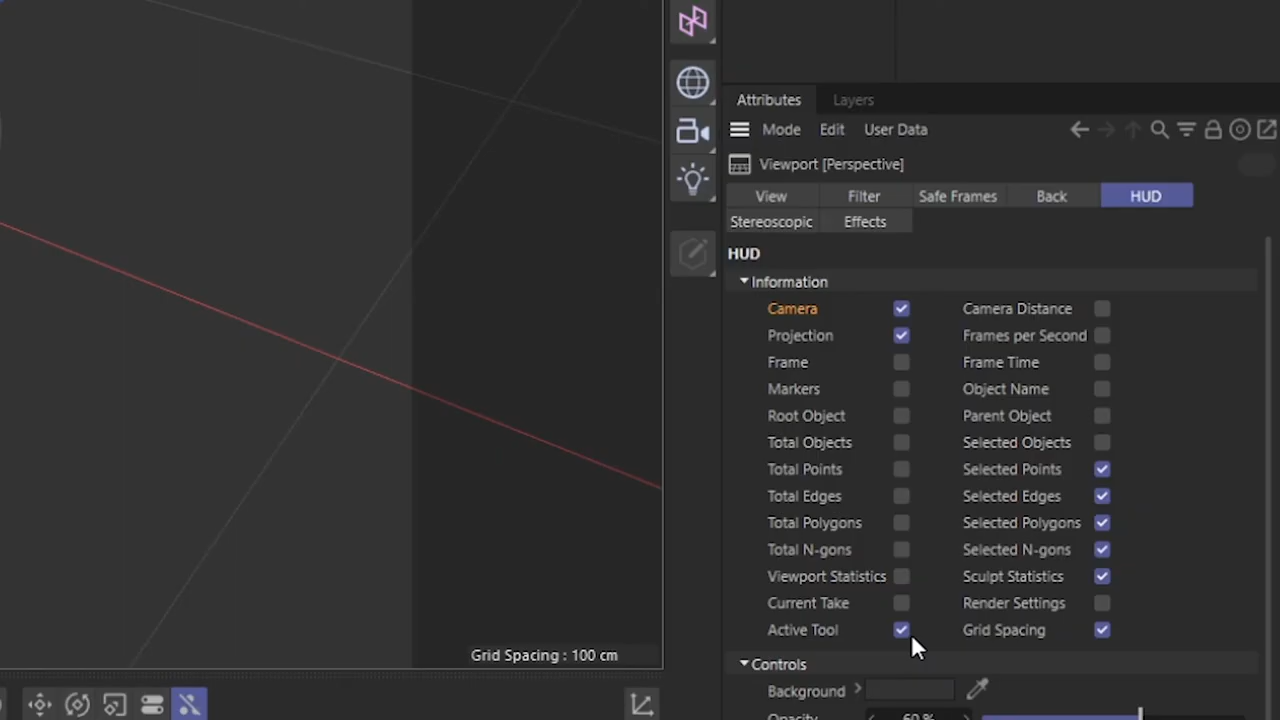 Attributes Layers
Mode Edit User Data
Viewport [Perspective]
View Filter Safe Frames Back HUD
Stereoscopic Effects
HUD
Information
Camera Camera Distance
Projection Frames per Second
Frame Frame Time
Markers Object Name
Root Object Parent Object
Total Objects Selected Objects
Total Points Selected Points
Total Edges Selected Edges
Total Polygons Selected Polygons
Total N-gons Selected N-gons
Viewport Statistics Sculpt Statistics
Current Take Render Settings
Active Tool Grid Spacing
Grid Spacing : 100 cm
Controls
Background
Opacity 60 %